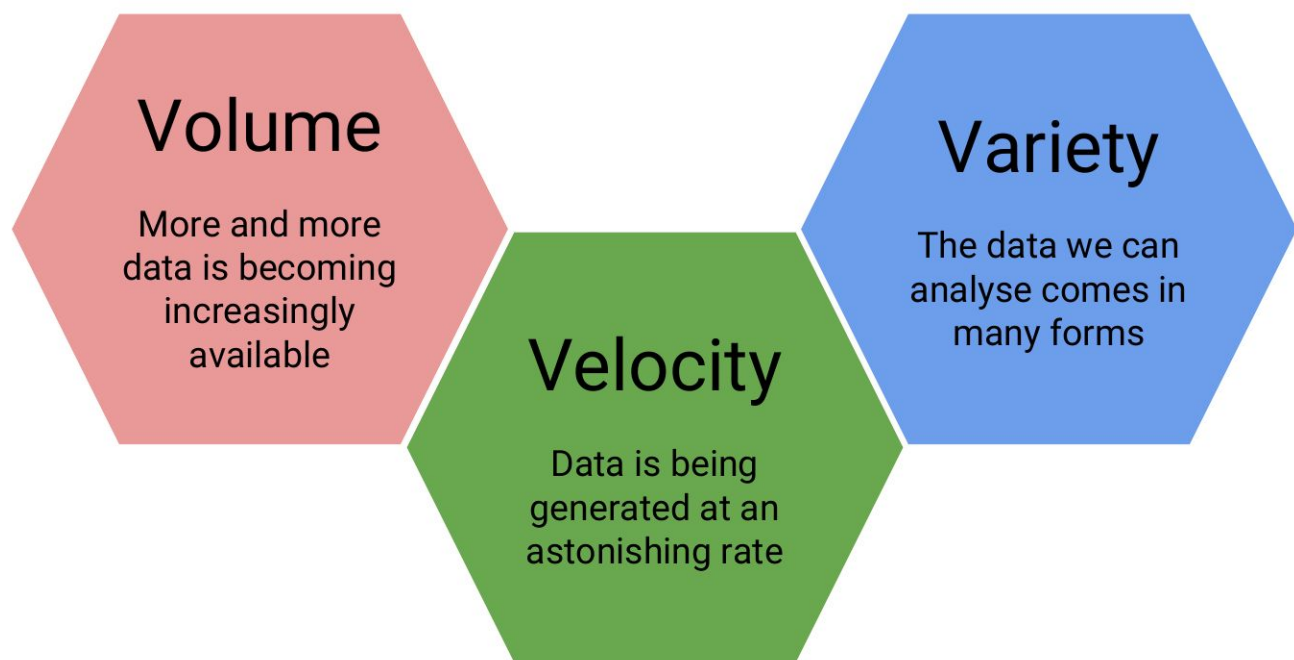 Volume
More and more
data is becoming
increasingly
available
Velocity
Data is being
generated at an
astonishing rate
Variety
The data we can
analyse comes in
many forms